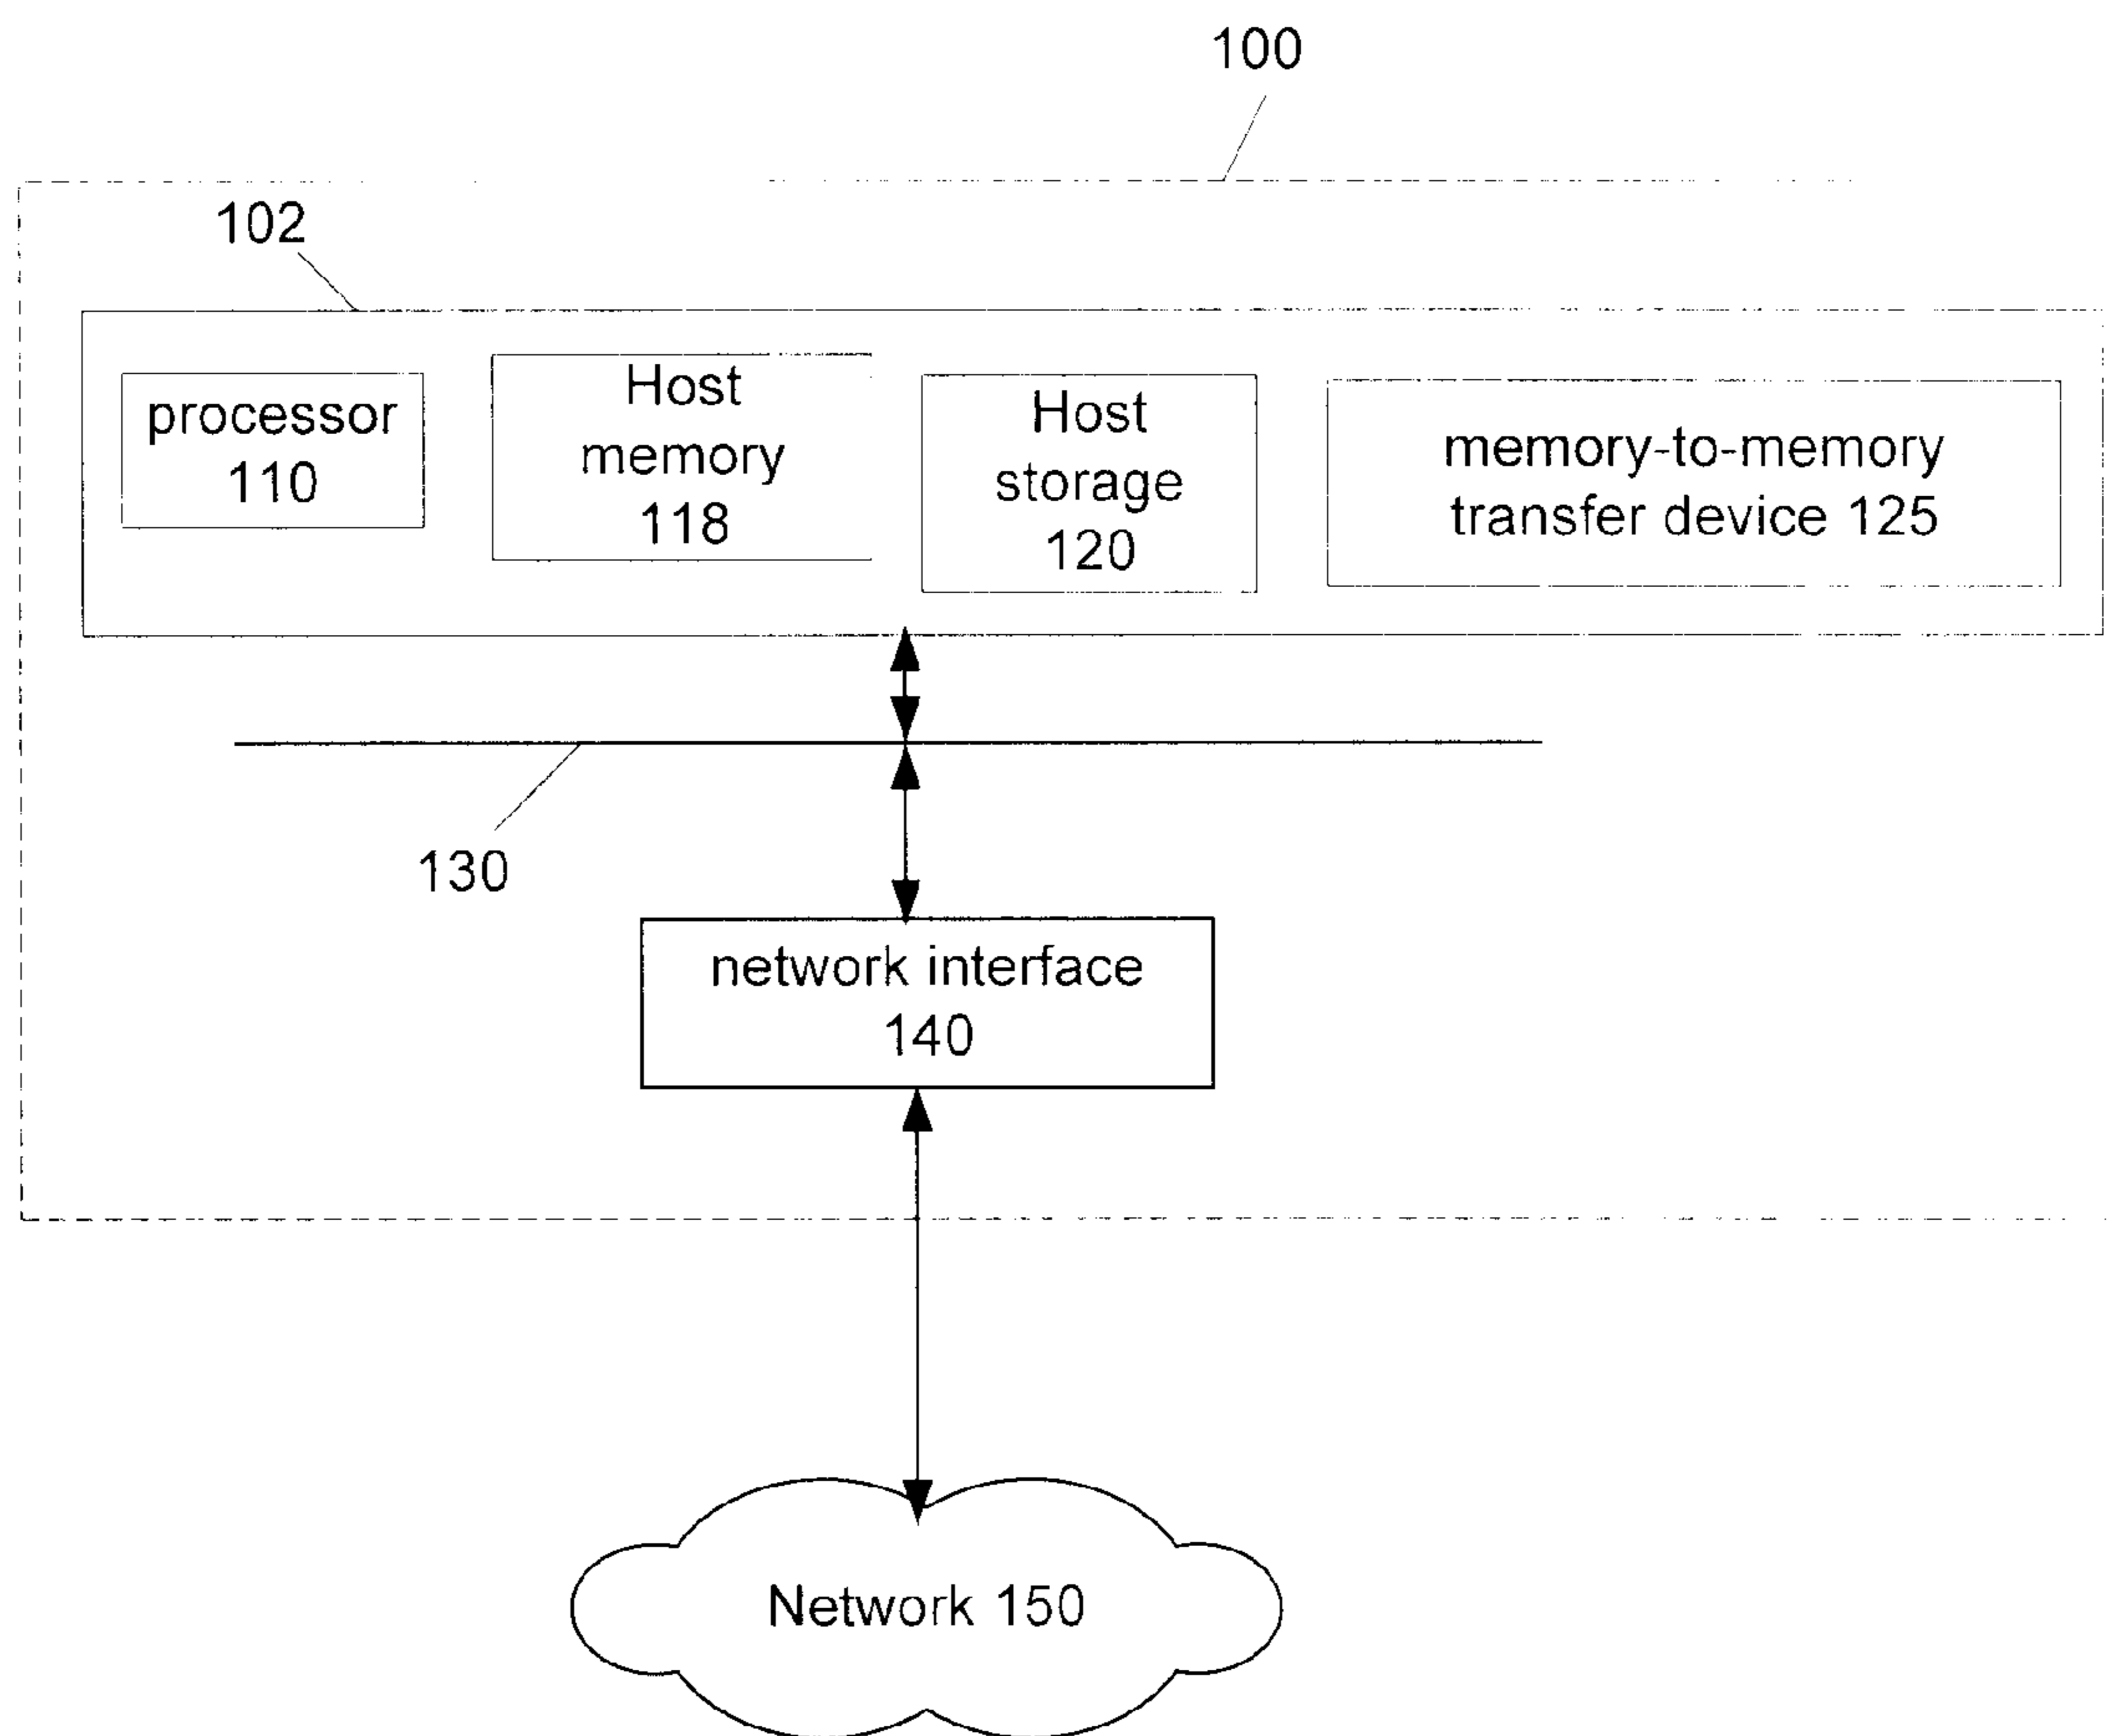 100
102
processor
110
Host
memory
118
Host
storage
120
memory-to-memory
transfer device 125
130
network interface
140
Network 150